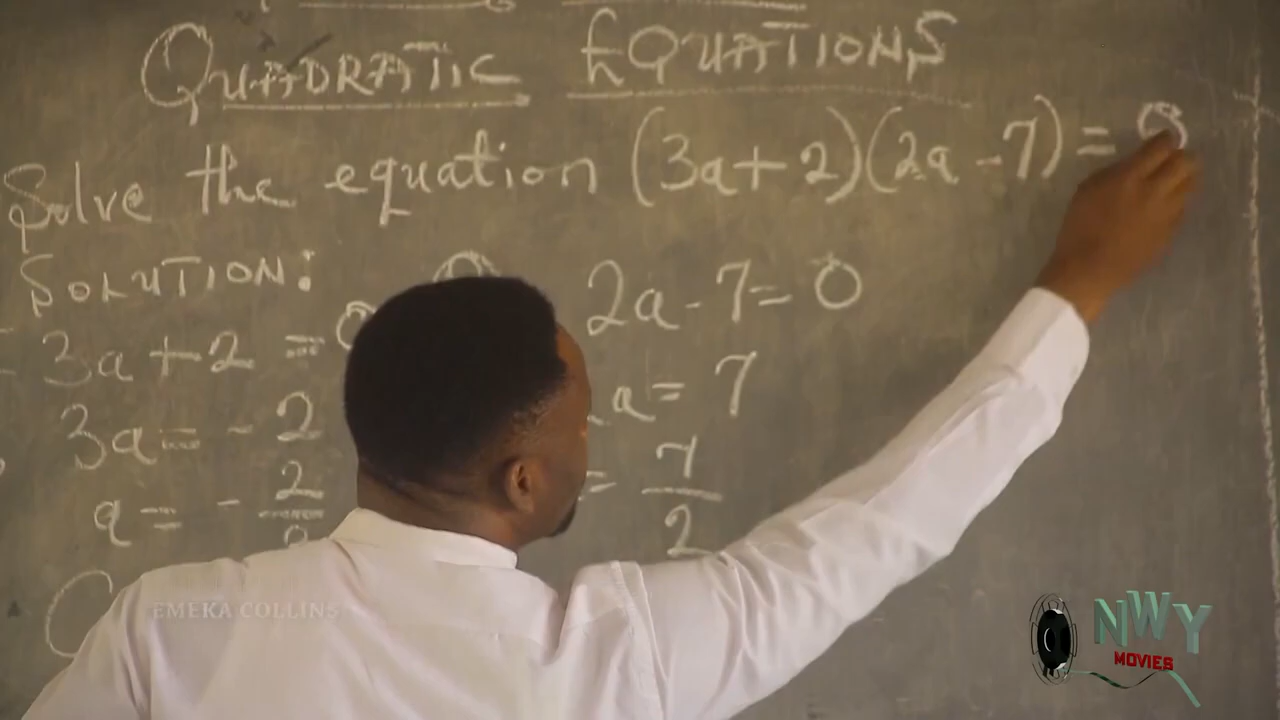 QUADRATIC EQUATIONS
Solve the equation (3a+2)(2a-7)=0
SOLUTION:
3a+2=0 2a-7=0
3a=-2 a=7
a=-2/ =7/2
EMEKA COLLINS
NWY
MOVIES